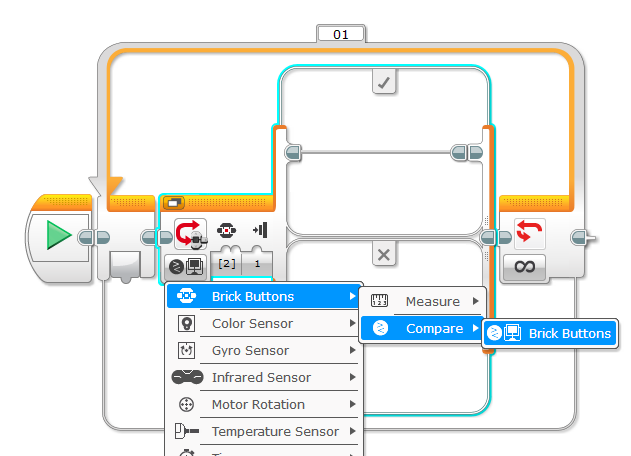 01
[2] 1
Brick Buttons
Color Sensor
Gyro Sensor
Infrared Sensor
Motor Rotation
Temperature Sensor
Measure
Compare
Brick Buttons